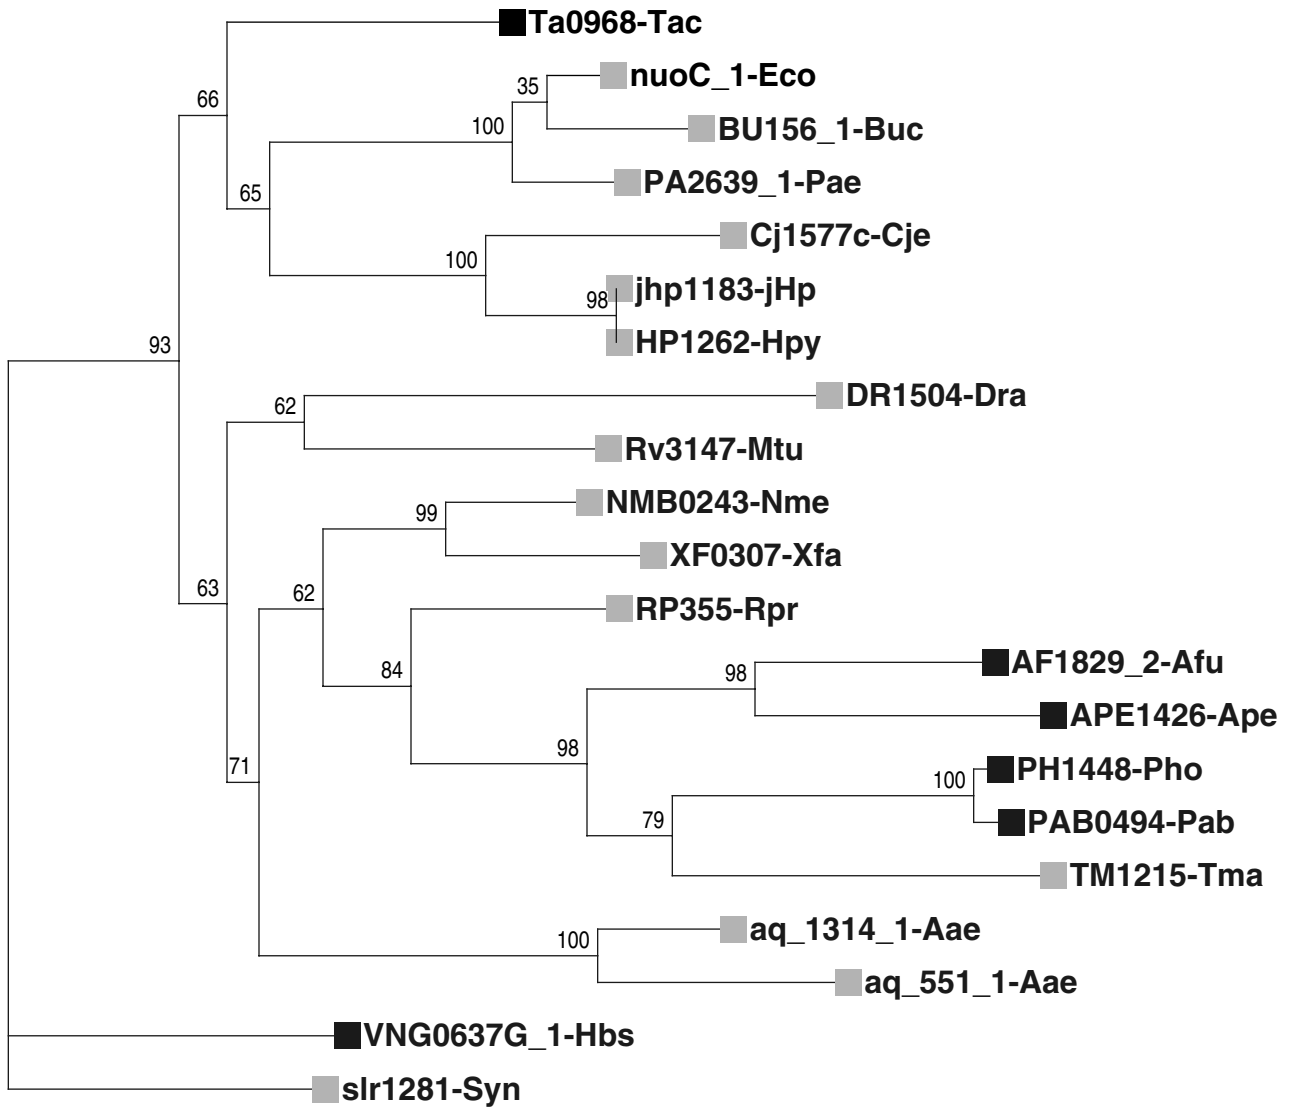 Ta0968-Tac
nuoC_1-Eco
35
66
BU156_1-Buc
100
PA2639_1-Pae
65
Cj1577c-Cje
100
jhp1183-jHp
98
HP1262-Hpy
93
DR1504-Dra
62
Rv3147-Mtu
NMB0243-Nme
99
XF0307-Xfa
63
62
RP355-Rpr
AF1829_2-Afu
84
98
APE1426-Ape
98
71
PH1448-Pho
100
PAB0494-Pab
79
TM1215-Tma
aq_1314_1-Aae
100
aq_551_1-Aae
VNG0637G_1-Hbs
slr1281-Syn